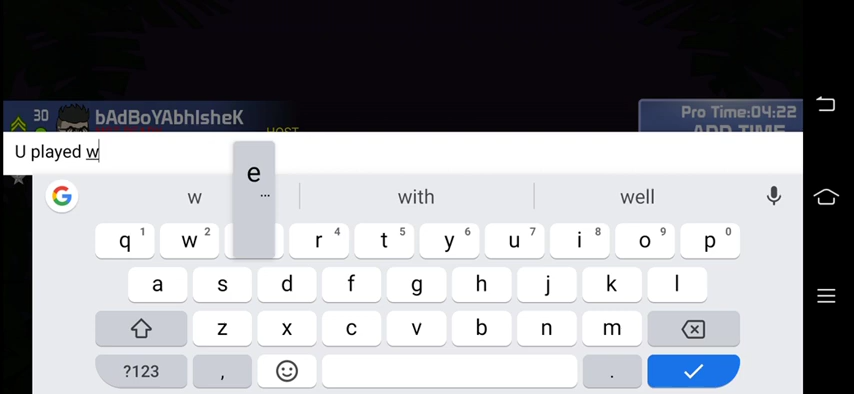 30 bAdBoYAbhIsheK
Pro Time:04:22
HOST
ADD TIME
U played w
e
...
w with well
q 1 w 2 r 4 t 5 y 6 u 7 i 8 o 9 p 0
a s d f g h j k l
z x c v b n m
?123 , .